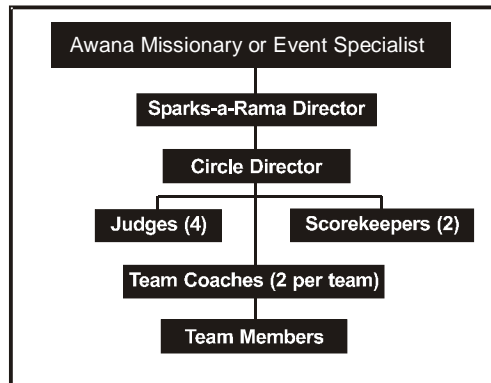 Awana Missionary or Event Specialist
Sparks-a-Rama Director
Circle Director
Judges (4)
Scorekeepers (2)
Team Coaches (2 per team)
Team Members